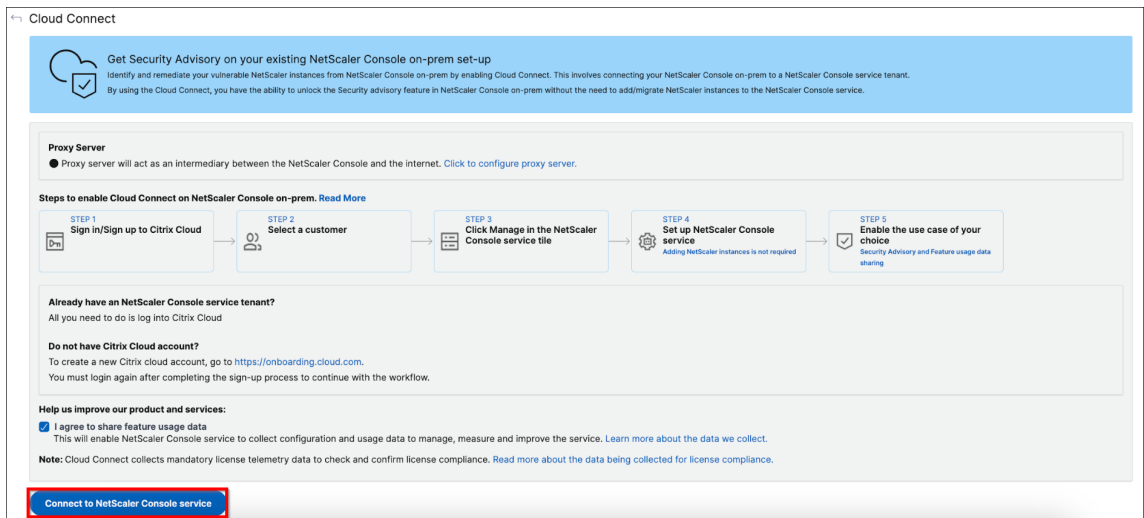 Cloud Connect
Get Security Advisory on your existing NetScaler Console on-prem set-up
Identify and remediate your vulnerable NetScaler instances from NetScaler Console on-prem by enabling Cloud Connect. This involves connecting your NetScaler Console on-prem to a NetScaler Console service tenant.
By using the Cloud Connect, you have the ability to unlock the Security advisory feature in NetScaler Console on-prem without the need to add/migrate NetScaler instances to the NetScaler Console service.
Proxy Server
Proxy server will act as an intermediary between the NetScaler Console and the internet. Click to configure proxy server.
Steps to enable Cloud Connect on NetScaler Console on-prem. Read More
STEP 1
Sign in/Sign up to Citrix Cloud
STEP 2
Select a customer
STEP 3
Click Manage in the NetScaler
Console service tile
STEP 4
Set up NetScaler Console
service
Adding NetScaler instances is not required
STEP 5
Enable the use case of your
choice
Security Advisory and Feature usage data
sharing
Already have an NetScaler Console service tenant?
All you need to do is log into Citrix Cloud
Do not have Citrix Cloud account?
To create a new Citrix cloud account, go to https://onboarding.cloud.com.
You must login again after completing the sign-up process to continue with the workflow.
Help us improve our product and services:
I agree to share feature usage data
This will enable NetScaler Console service to collect configuration and usage data to manage, measure and improve the service. Learn more about the data we collect.
Note: Cloud Connect collects mandatory license telemetry data to check and confirm license compliance. Read more about the data being collected for license compliance.
Connect to NetScaler Console service